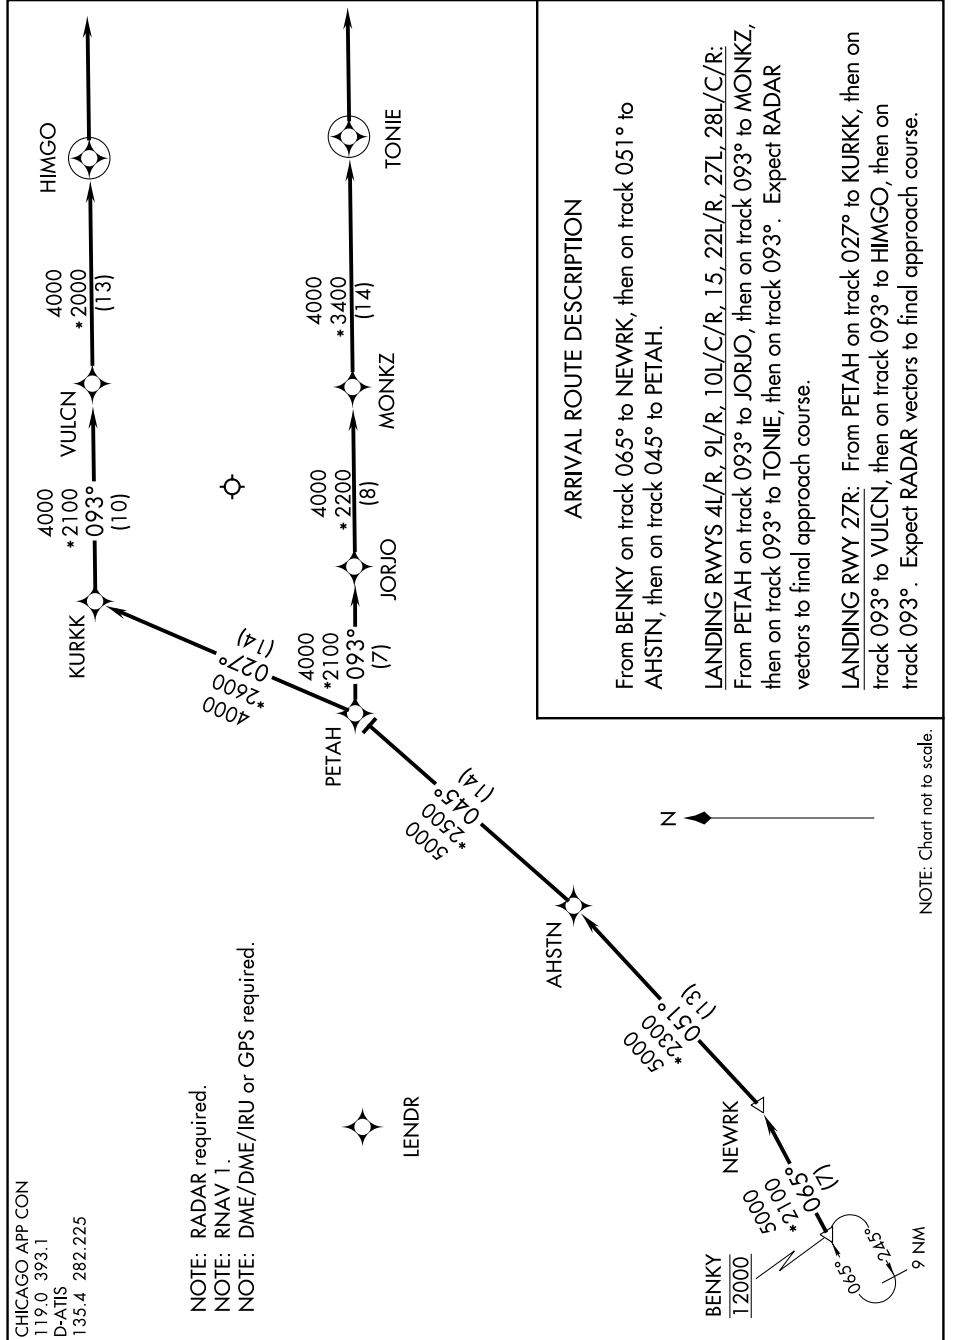 CHICAGO APP CON
119.0 393.1
D-ATIS
135.4 282.225
NOTE: RADAR required.
NOTE: RNAV 1.
NOTE: DME/DME/IRU or GPS required.
LENDR
BENKY
12000
065°
245°
9 NM
5000
*2100
065°
(7)
NEWRK
5000
*2300
051°
(13)
AHSTN
5000
*2500
045°
(14)
PETAH
4000
*2600
027°
(14)
KURKK
4000
*2100
093°
(10)
VULCN
4000
*2000
(13)
HIMGO
4000
*2100
093°
(7)
JORJO
4000
*2200
(8)
MONKZ
4000
*3400
(14)
TONIE
N
NOTE: Chart not to scale.
ARRIVAL ROUTE DESCRIPTION
From BENKY on track 065° to NEWRK, then on track 051° to
AHSTN, then on track 045° to PETAH.
LANDING RWYS 4L/R, 9L/R, 10L/C/R, 15, 22L/R, 27L, 28L/C/R:
From PETAH on track 093° to JORJO, then on track 093° to MONKZ,
then on track 093° to TONIE, then on track 093°. Expect RADAR
vectors to final approach course.
LANDING RWY 27R: From PETAH on track 027° to KURKK, then on
track 093° to VULCN, then on track 093° to HIMGO, then on
track 093°. Expect RADAR vectors to final approach course.